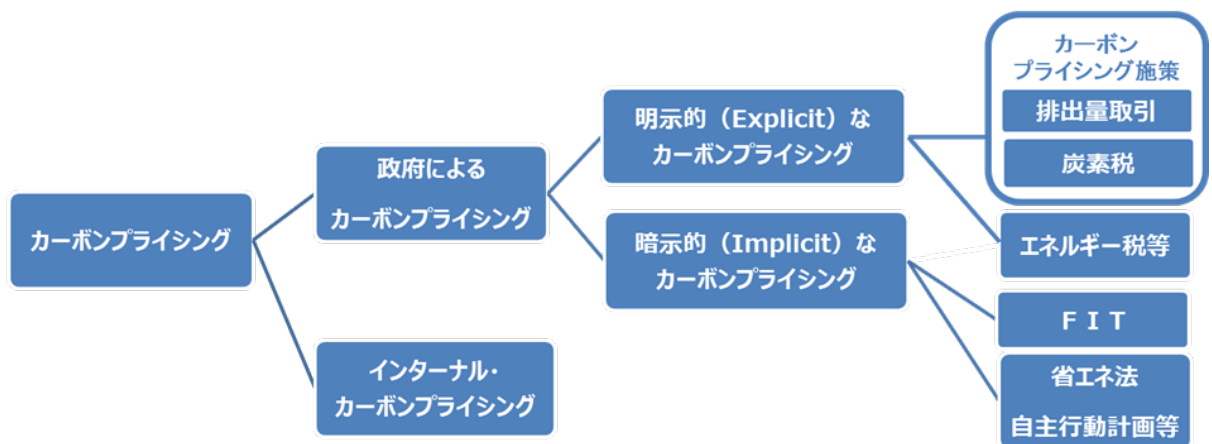 カーボンプライシング
政府による
カーボンプライシング
インターナル・
カーボンプライシング
明示的（Explicit）な
カーボンプライシング
暗示的（Implicit）な
カーボンプライシング
カーボン
プライシング施策
排出量取引
炭素税
エネルギー税等
ＦＩＴ
省エネ法
自主行動計画等